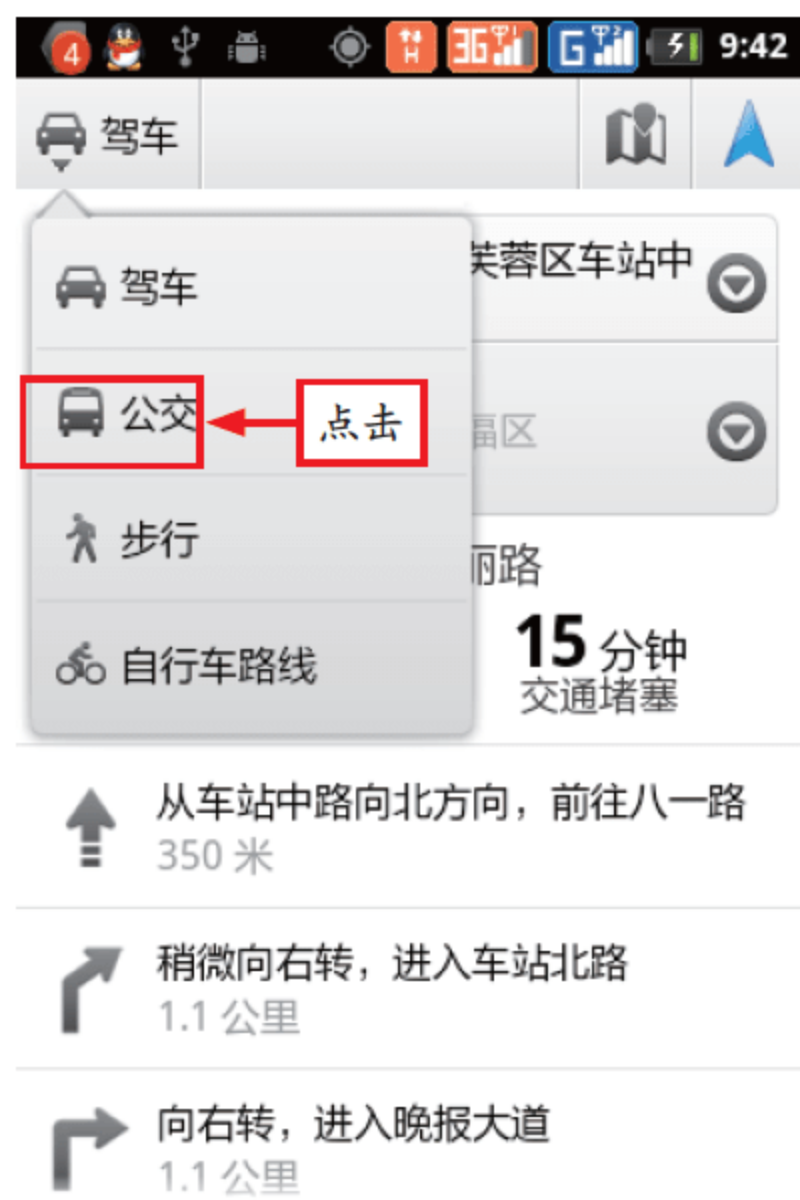 4 H 3G 1 G 2 9:42
驾车
驾车
芙蓉区车站中
公交
点击
福区
步行
丽路
15 分钟
自行车路线
交通堵塞
从车站中路向北方向，前往八一路
350 米
稍微向右转，进入车站北路
1.1 公里
向右转，进入晚报大道
1.1 公里